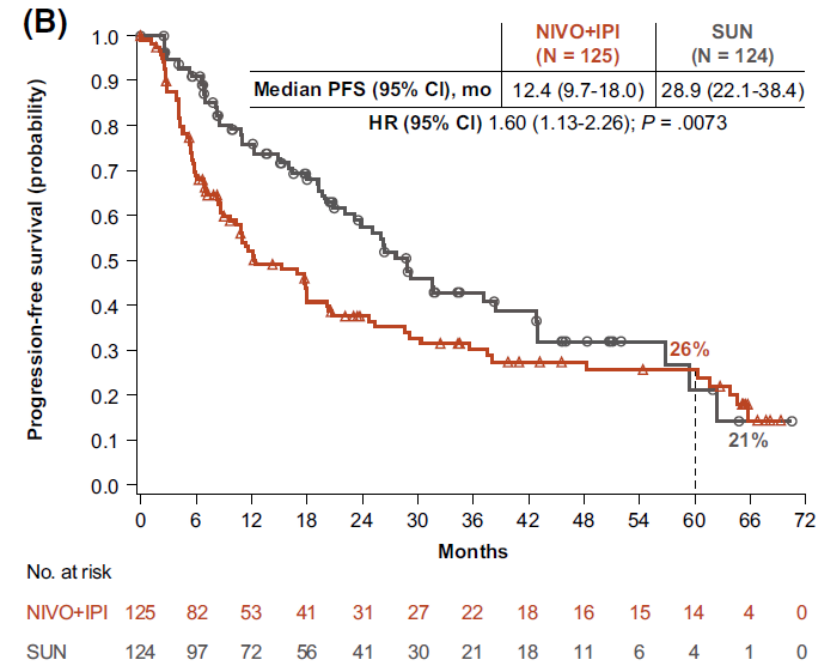 (B)
NIVO+IPI SUN
(N = 125) (N = 124)
Median PFS (95% CI), mo 12.4 (9.7-18.0) 28.9 (22.1-38.4)
HR (95% CI) 1.60 (1.13-2.26); P = .0073
Progression-free survival (probability)
1.0
0.9
0.8
0.7
0.6
0.5
0.4
0.3
0.2
0.1
0.0
26%
21%
0 6 12 18 24 30 36 42 48 54 60 66 72
Months
No. at risk
NIVO+IPI 125 82 53 41 31 27 22 18 16 15 14 4 0
SUN 124 97 72 56 41 30 21 18 11 6 4 1 0